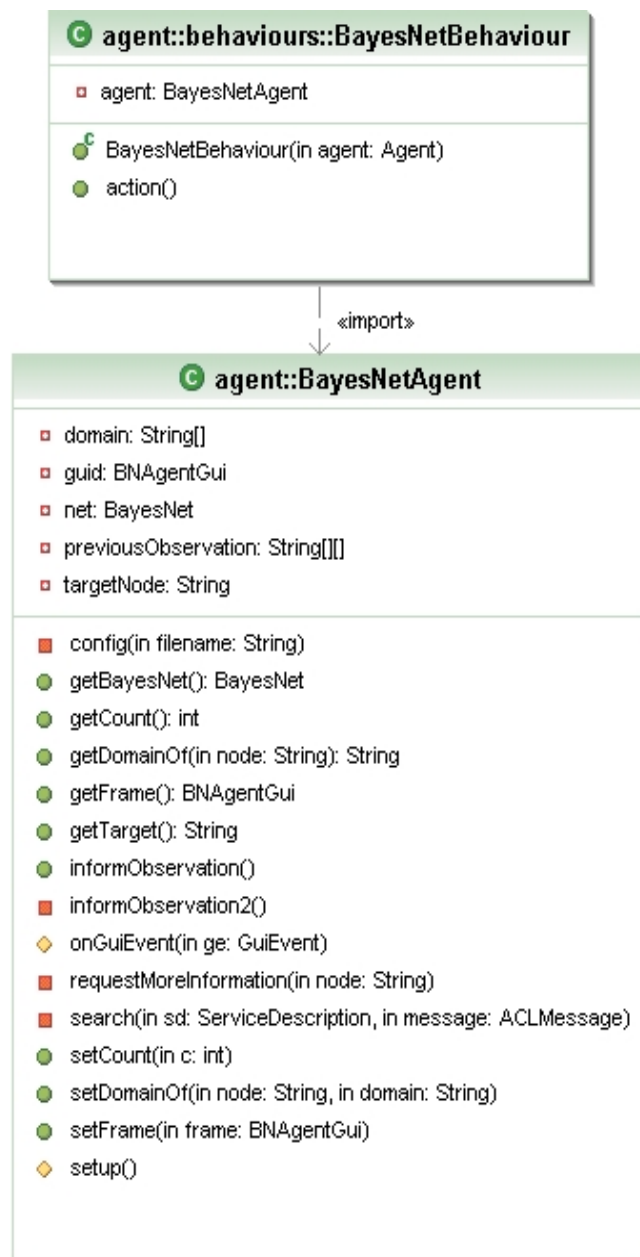 C agent::behaviours::BayesNetBehaviour
agent: BayesNetAgent
C BayesNetBehaviour(in agent: Agent)
action()
«import»
C agent::BayesNetAgent
domain: String[]
guid: BNAgentGui
net: BayesNet
previousObservation: String[][]
targetNode: String
config(in filename: String)
getBayesNet(): BayesNet
getCount(): int
getDomainOf(in node: String): String
getFrame(): BNAgentGui
getTarget(): String
informObservation()
informObservation2()
onGuiEvent(in ge: GuiEvent)
requestMoreInformation(in node: String)
search(in sd: ServiceDescription, in message: ACLMessage)
setCount(in c: int)
setDomainOf(in node: String, in domain: String)
setFrame(in frame: BNAgentGui)
setup()